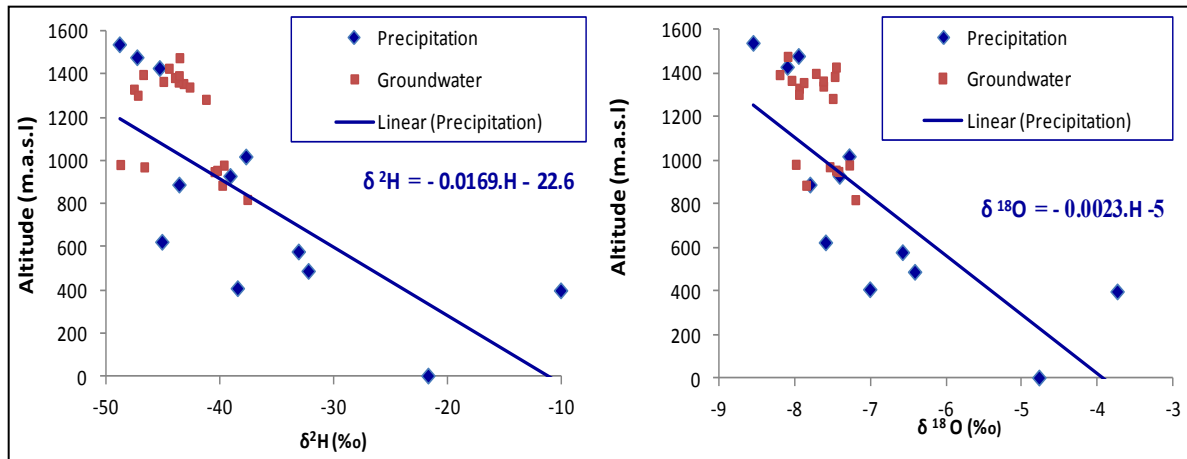 1600
1400
1200
1000
800
600
400
200
0
Altitude (m.a.s.l)
Precipitation
Groundwater
Linear (Precipitation)
δ ²H = - 0.0169.H - 22.6
-50 -40 -30 -20 -10
δ²H (‰)
1600
1400
1200
1000
800
600
400
200
0
Altitude (m.a.s.l)
Precipitation
Groundwater
Linear (Precipitation)
δ ¹⁸O = - 0.0023.H -5
-9 -8 -7 -6 -5 -4 -3
δ ¹⁸O (‰)